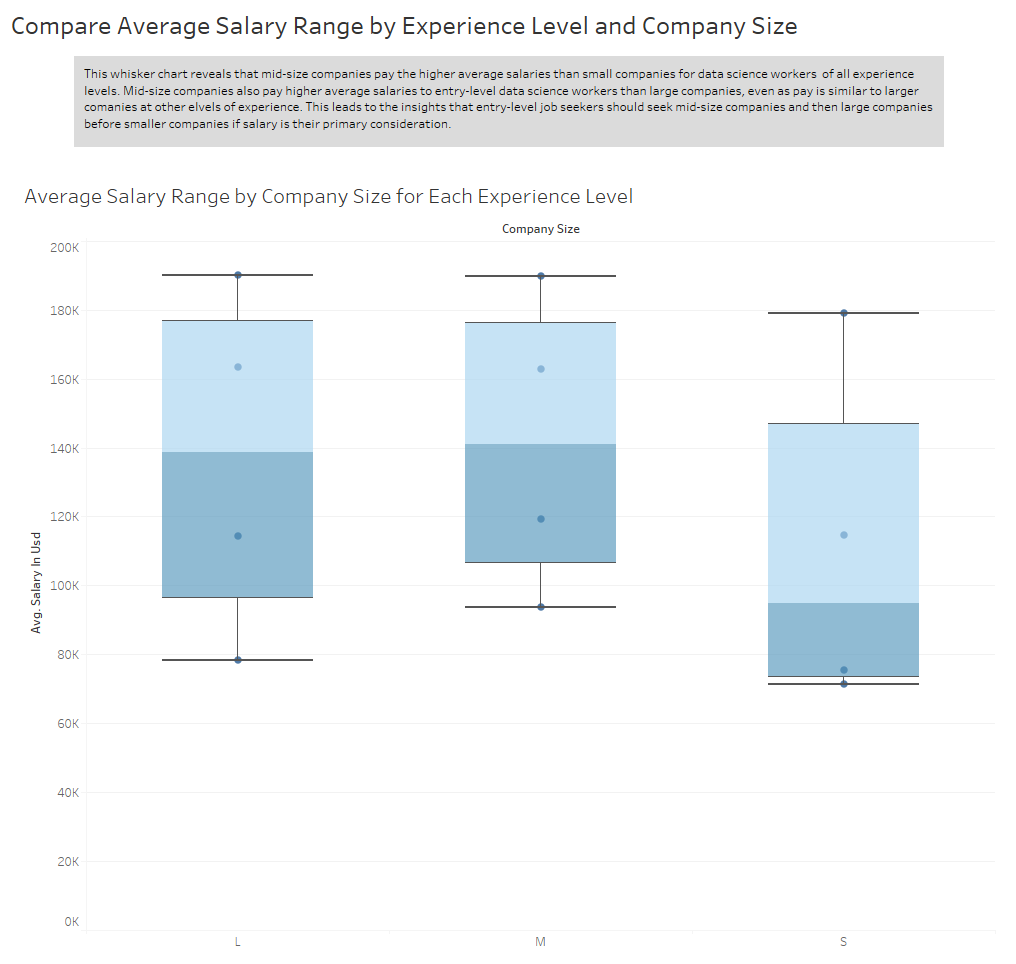 Compare Average Salary Range by Experience Level and Company Size
This whisker chart reveals that mid-size companies pay the higher average salaries than small companies for data science workers  of all experience
levels. Mid-size companies also pay higher average salaries to entry-level data science workers than large companies, even as pay is similar to larger
comanies at other elvels of experience. This leads to the insights that entry-level job seekers should seek mid-size companies and then large companies
before smaller companies if salary is their primary consideration.
Average Salary Range by Company Size for Each Experience Level
Company Size
200K
180K
160K
140K
120K
100K
80K
60K
40K
20K
0K
Avg. Salary In Usd
L
M
S